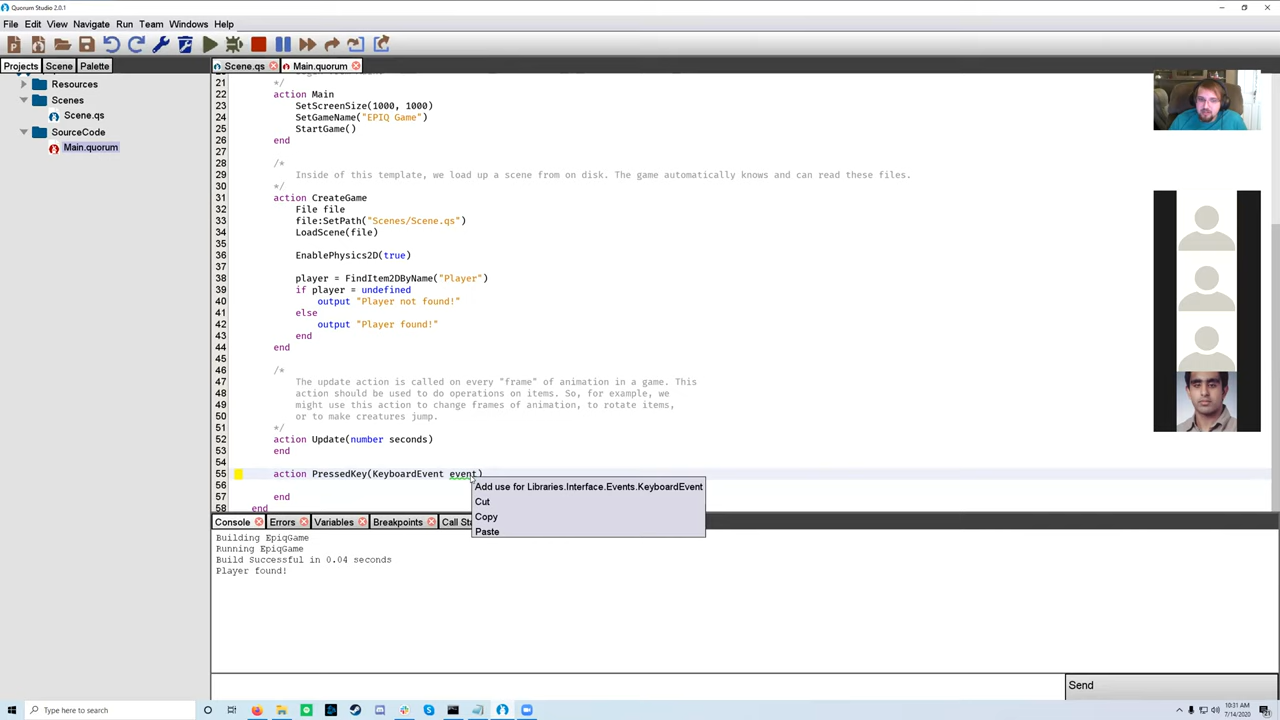 Quorum Studio 2.0.1
File Edit View Navigate Run Team Windows Help
Projects Scene Palette Scene.qs Main.quorum
Resources
Scenes
Scene.qs
SourceCode
Main.quorum
21 */
22 action Main
23 SetScreenSize(1000, 1000)
24 SetGameName("EPIQ Game")
25 StartGame()
26 end
27
28 /*
29 Inside of this template, we load up a scene from on disk. The game automatically knows and can read these files.
30 */
31 action CreateGame
32 File file
33 file:SetPath("Scenes/Scene.qs")
34 LoadScene(file)
35
36 EnablePhysics2D(true)
37
38 player = FindItem2DByName("Player")
39 if player = undefined
40 output "Player not found!"
41 else
42 output "Player found!"
43 end
44 end
45
46 /*
47 The update action is called on every "frame" of animation in a game. This
48 action should be used to do operations on items. So, for example, we
49 might use this action to change frames of animation, to rotate items,
50 or to make creatures jump.
51 */
52 action Update(number seconds)
53 end
54
55 action PressedKey(KeyboardEvent event)
56
57 end
58 end
Add use for Libraries.Interface.Events.KeyboardEvent
Cut
Copy
Paste
Console Errors Variables Breakpoints Call Sta
Building EpiqGame
Running EpiqGame
Build Successful in 0.04 seconds
Player found!
Send
Type here to search
10:31 AM
7/14/2020